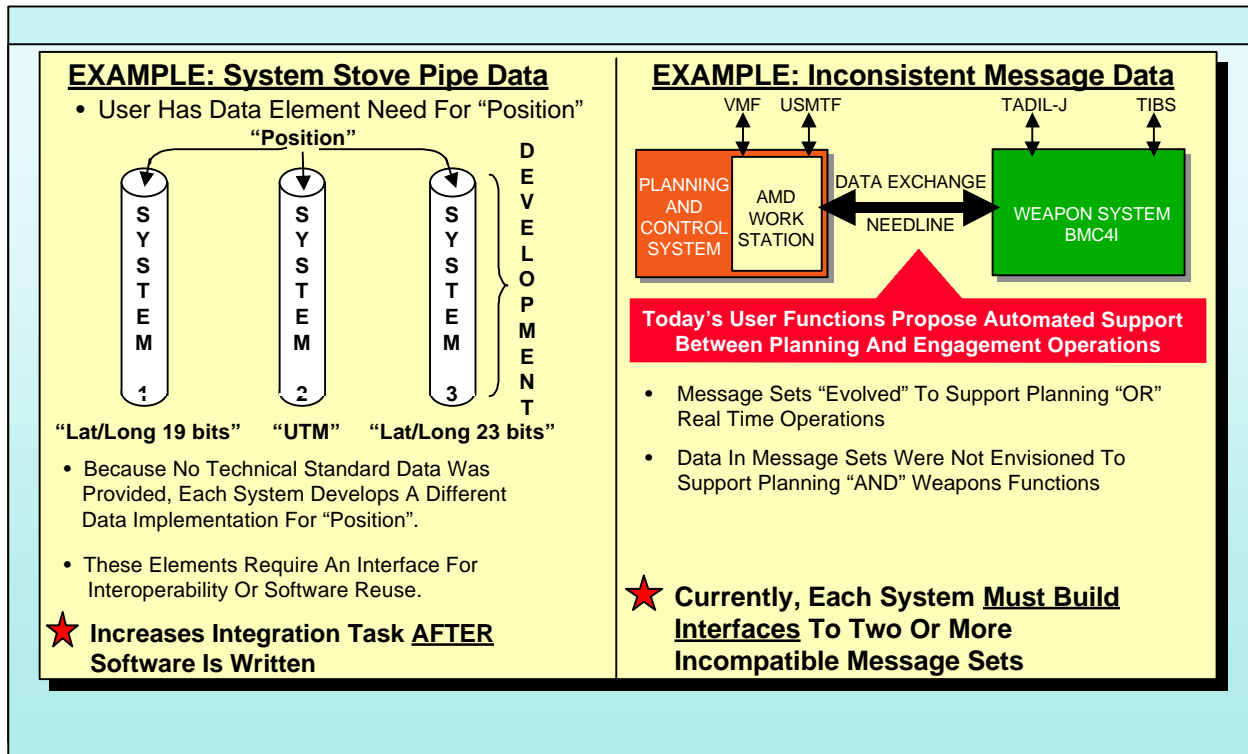 EXAMPLE: System Stove Pipe Data
• User Has Data Element Need For “Position”
“Position”
SYSTEM 1
SYSTEM 2
SYSTEM 3
DEVELOPMENT
“Lat/Long 19 bits”
“UTM”
“Lat/Long 23 bits”
• Because No Technical Standard Data Was
Provided, Each System Develops A Different
Data Implementation For “Position”.
• These Elements Require An Interface For
Interoperability Or Software Reuse.
Increases Integration Task AFTER
Software Is Written
EXAMPLE: Inconsistent Message Data
VMF
USMTF
TADIL-J
TIBS
PLANNING
AND
CONTROL
SYSTEM
AMD
WORK
STATION
DATA EXCHANGE
NEEDLINE
WEAPON SYSTEM
BMC4I
Today’s User Functions Propose Automated Support
Between Planning And Engagement Operations
• Message Sets “Evolved” To Support Planning “OR”
Real Time Operations
• Data In Message Sets Were Not Envisioned To
Support Planning “AND” Weapons Functions
Currently, Each System Must Build
Interfaces To Two Or More
Incompatible Message Sets